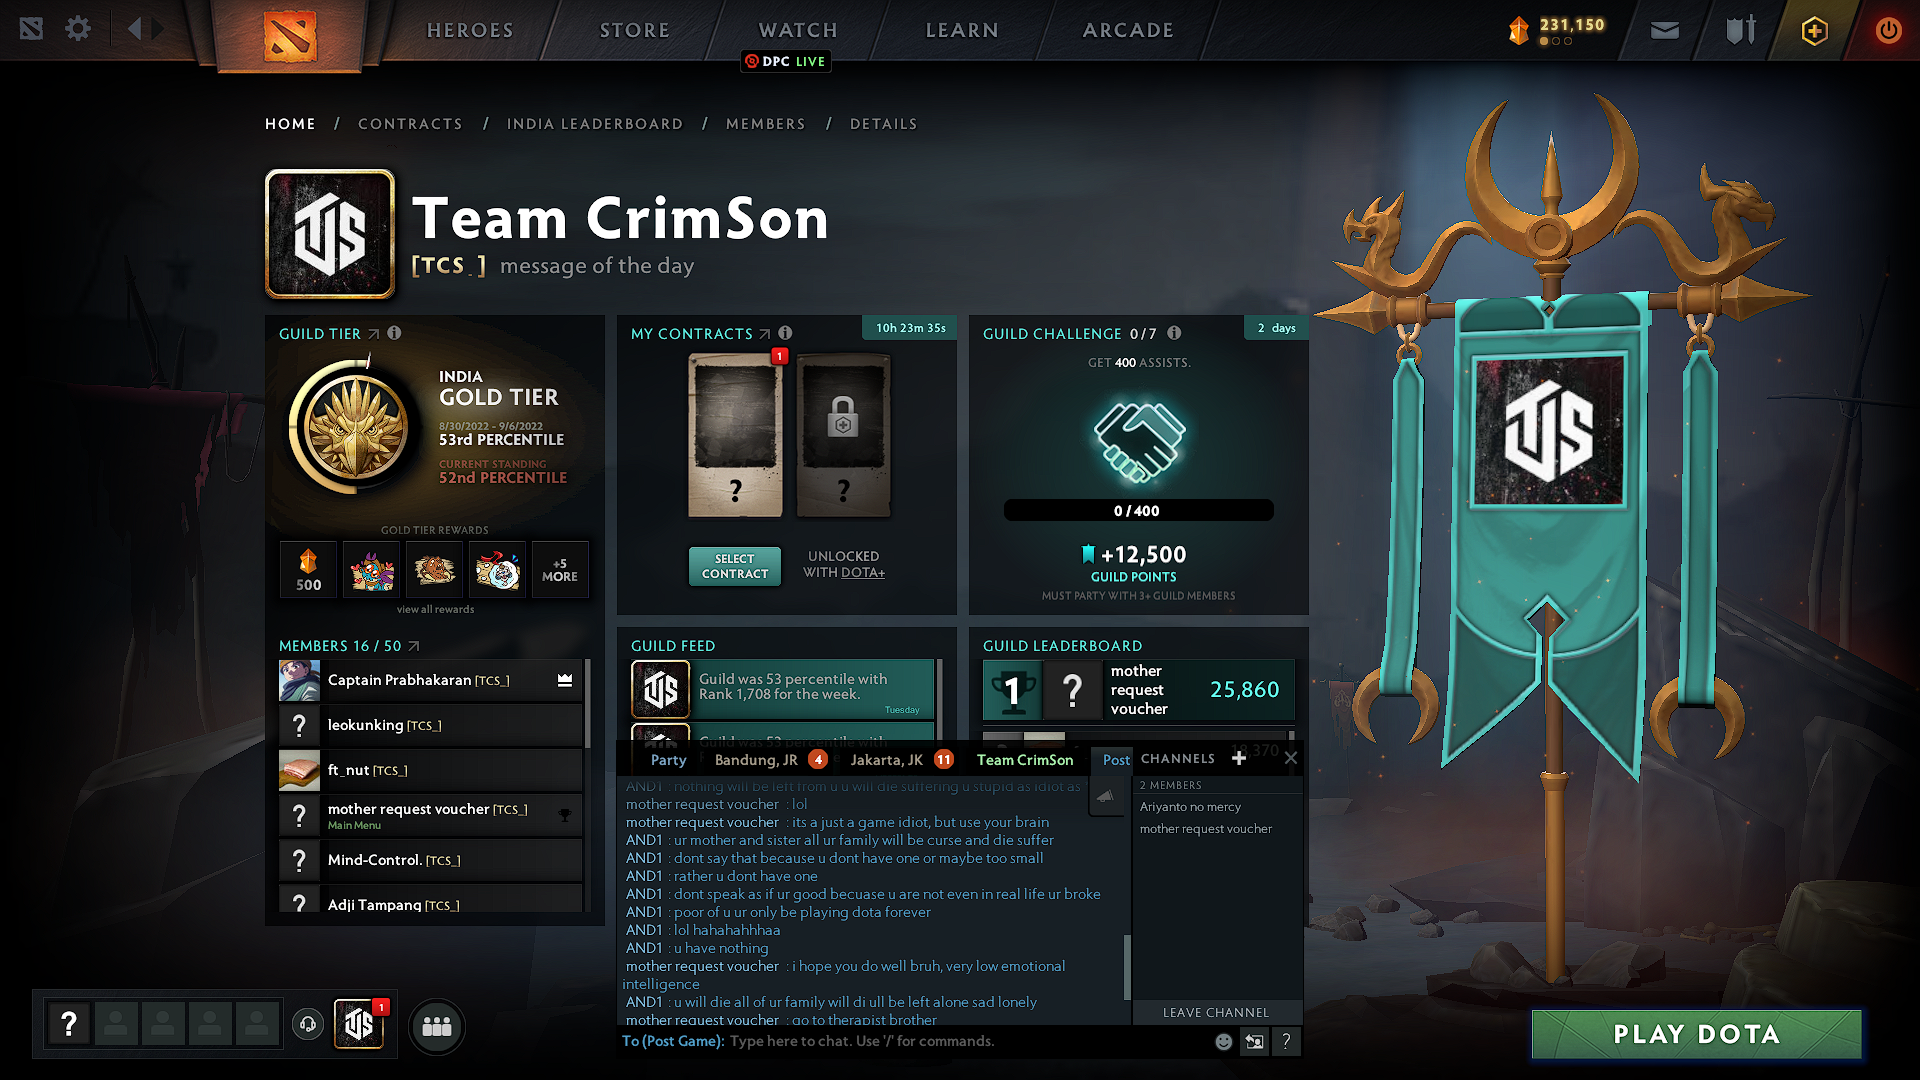 HEROES
STORE
WATCH
LEARN
ARCADE
231,150
DPC LIVE
HOME / CONTRACTS / INDIA LEADERBOARD / MEMBERS / DETAILS
Team CrimSon
[TCS_] message of the day
GUILD TIER
INDIA
GOLD TIER
8/30/2022 - 9/6/2022
53rd PERCENTILE
CURRENT STANDING
52nd PERCENTILE
GOLD TIER REWARDS
500
+5
MORE
view all rewards
MY CONTRACTS
10h 23m 35s
1
?
?
SELECT
CONTRACT
UNLOCKED
WITH DOTA+
GUILD CHALLENGE 0/7
2 days
GET 400 ASSISTS.
0 / 400
+12,500
GUILD POINTS
MUST PARTY WITH 3+ GUILD MEMBERS
MEMBERS 16 / 50
Captain Prabhakaran [TCS_]
? leokunking [TCS_]
ft_nut [TCS_]
? mother request voucher [TCS_]
Main Menu
? Mind-Control. [TCS_]
? Adji Tampang [TCS_]
GUILD FEED
Guild was 53 percentile with
Rank 1,708 for the week.
Tuesday
Guild was 53 percentile with
GUILD LEADERBOARD
1
?
mother
request
voucher
25,860
18,370
Party
Bandung, JR 4
Jakarta, JK 11
Team CrimSon
Post
CHANNELS +
AND1 : nothing will be left from u u will die suffering u stupid as idiot as
mother request voucher : lol
mother request voucher : its a just a game idiot, but use your brain
AND1 : ur mother and sister all ur family will be curse and die suffer
AND1 : dont say that because u dont have one or maybe too small
AND1 : rather u dont have one
AND1 : dont speak as if ur good becuase u are not even in real life ur broke
AND1 : poor of u ur only be playing dota forever
AND1 : lol hahahahhhaa
AND1 : u have nothing
mother request voucher : i hope you do well bruh, very low emotional
intelligence
AND1 : u will die all of ur family will di ull be left alone sad lonely
mother request voucher : go to therapist brother
2 MEMBERS
Ariyanto no mercy
mother request voucher
LEAVE CHANNEL
To (Post Game): Type here to chat. Use '/' for commands.
?
?
1
PLAY DOTA